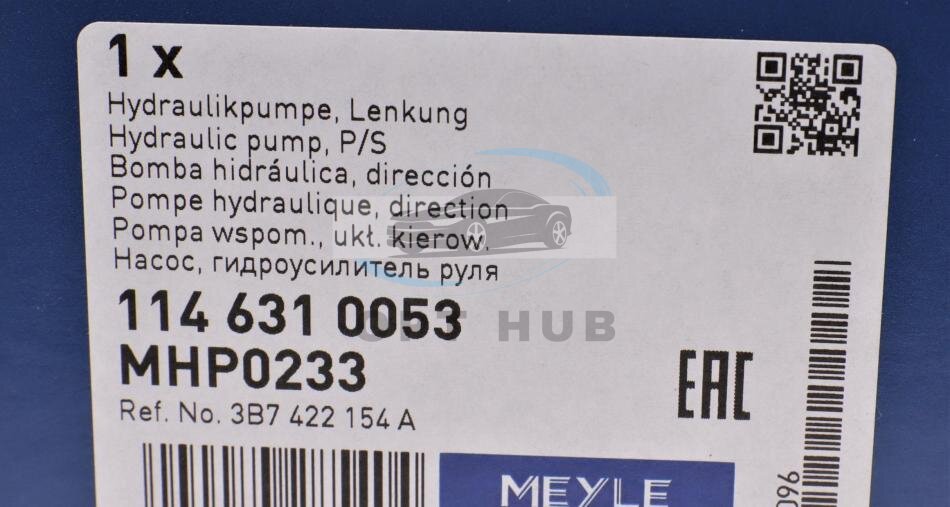 1 x
Hydraulikpumpe, Lenkung
Hydraulic pump, P/S
Bomba hidráulica, dirección
Pompe hydraulique, direction
Pompa wspom., ukł. kierow.
Насос, гидроусилитель руля
114 631 0053
MHP0233
Ref. No. 3B7 422 154 A
EAC
MEYLE
HUB